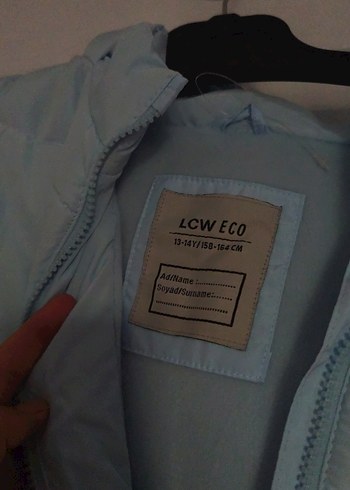 LCW ECO
13-14Y/158-164 CM
Ad/Name:..............
Soyad/Surname:.......
........................